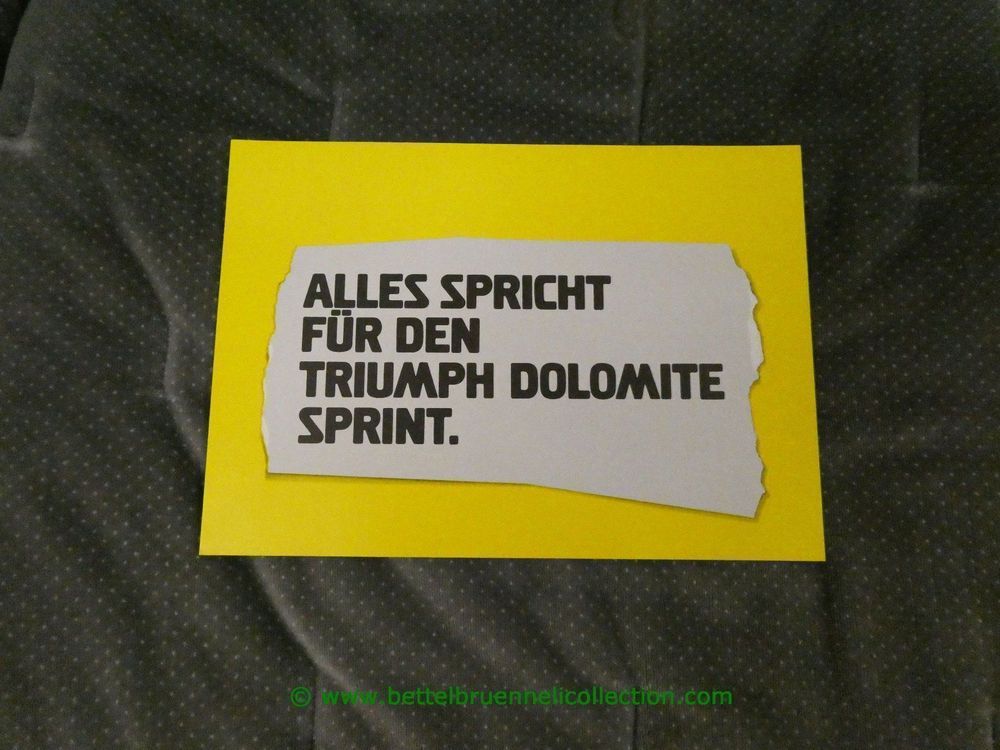 ALLES SPRICHT
FÜR DEN
TRIUMPH DOLOMITE
SPRINT.
© www.bettelbruennelicollection.com